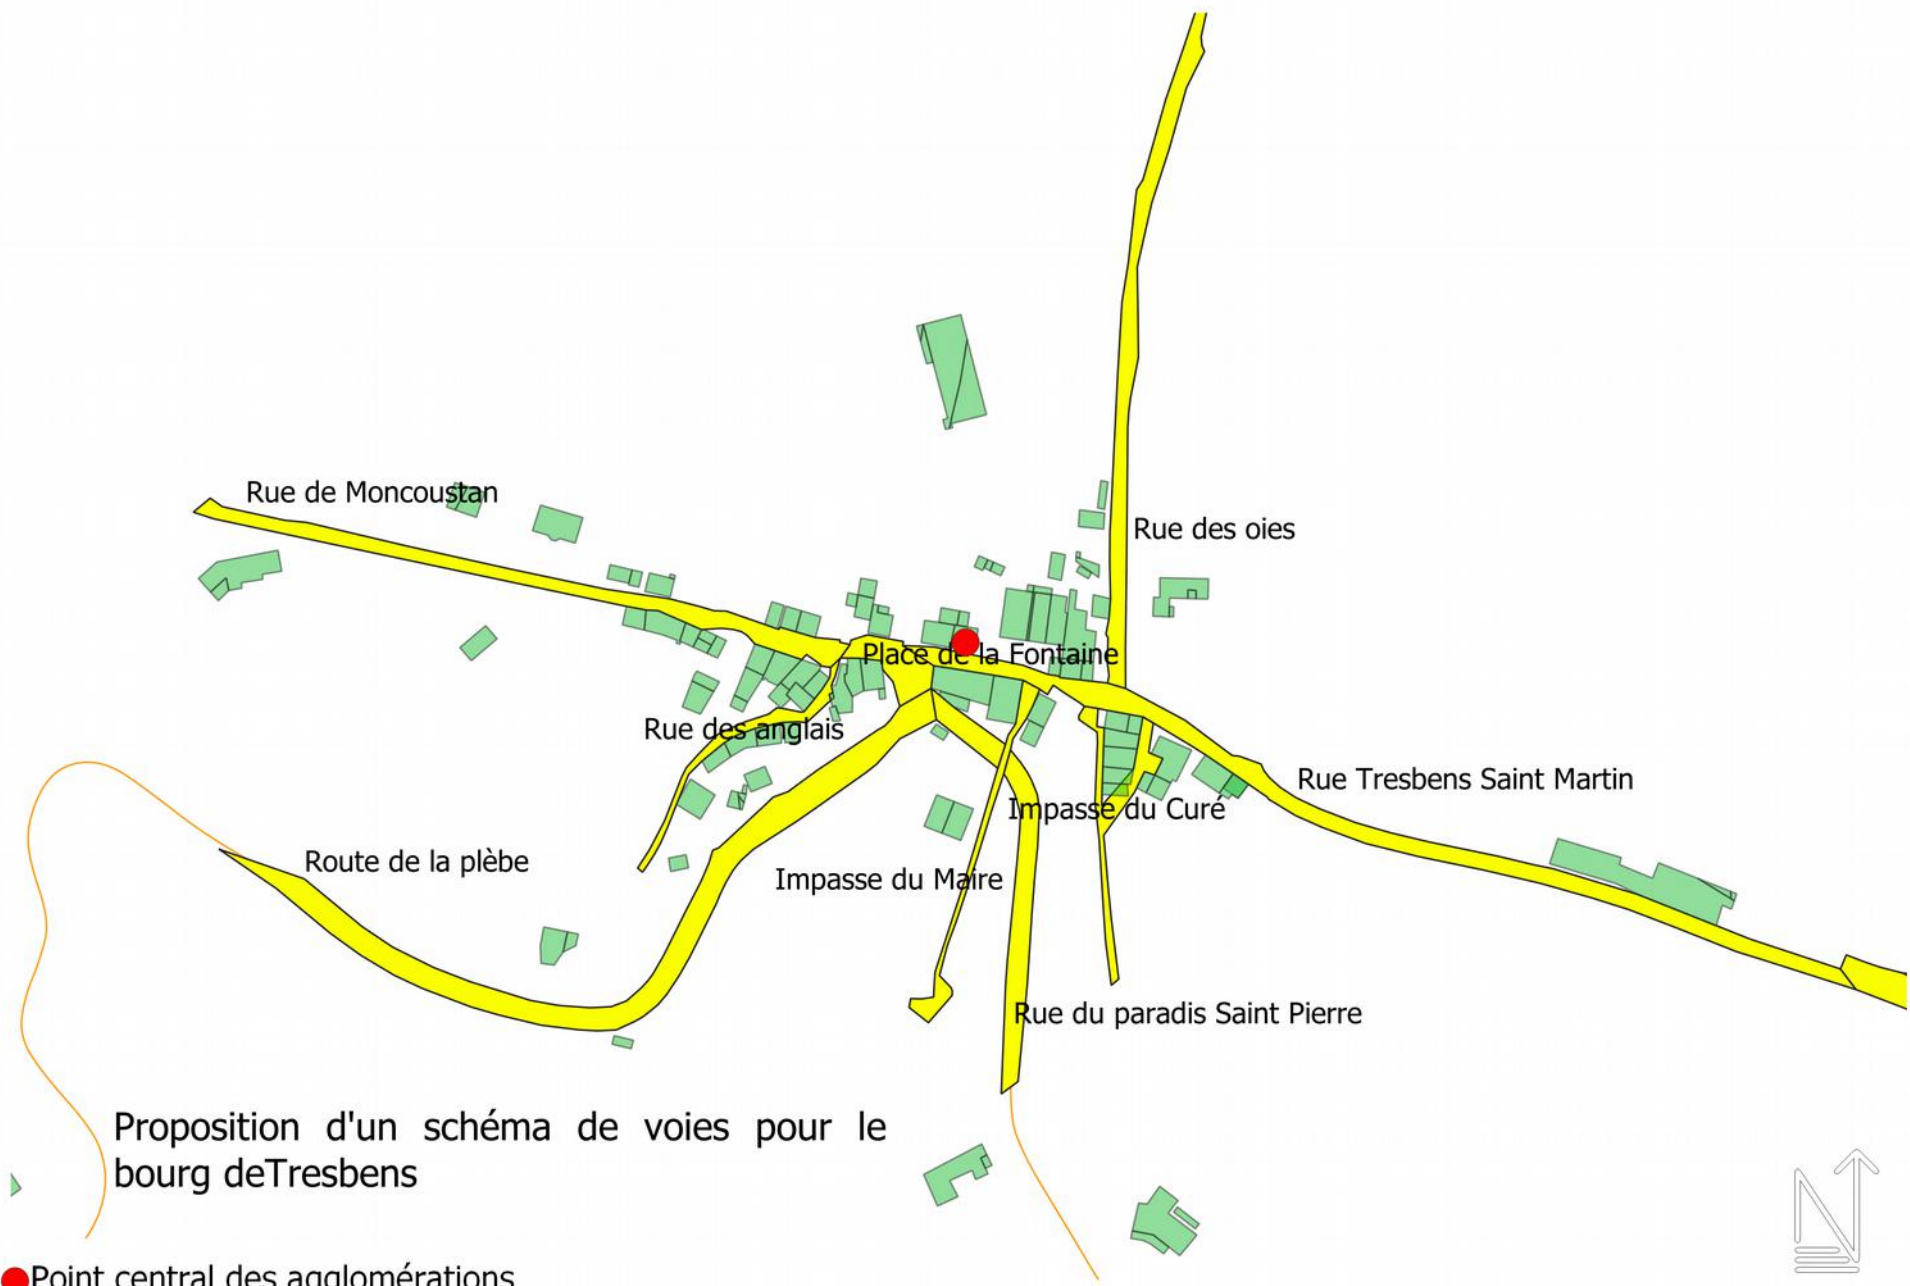 Rue de Moncoustan
Rue des oies
Place de la Fontaine
Rue des anglais
Rue Tresbens Saint Martin
Impasse du Curé
Route de la plèbe
Impasse du Maire
Rue du paradis Saint Pierre
Proposition d'un schéma de voies pour le
bourg deTresbens
N
Point central des agglomérations